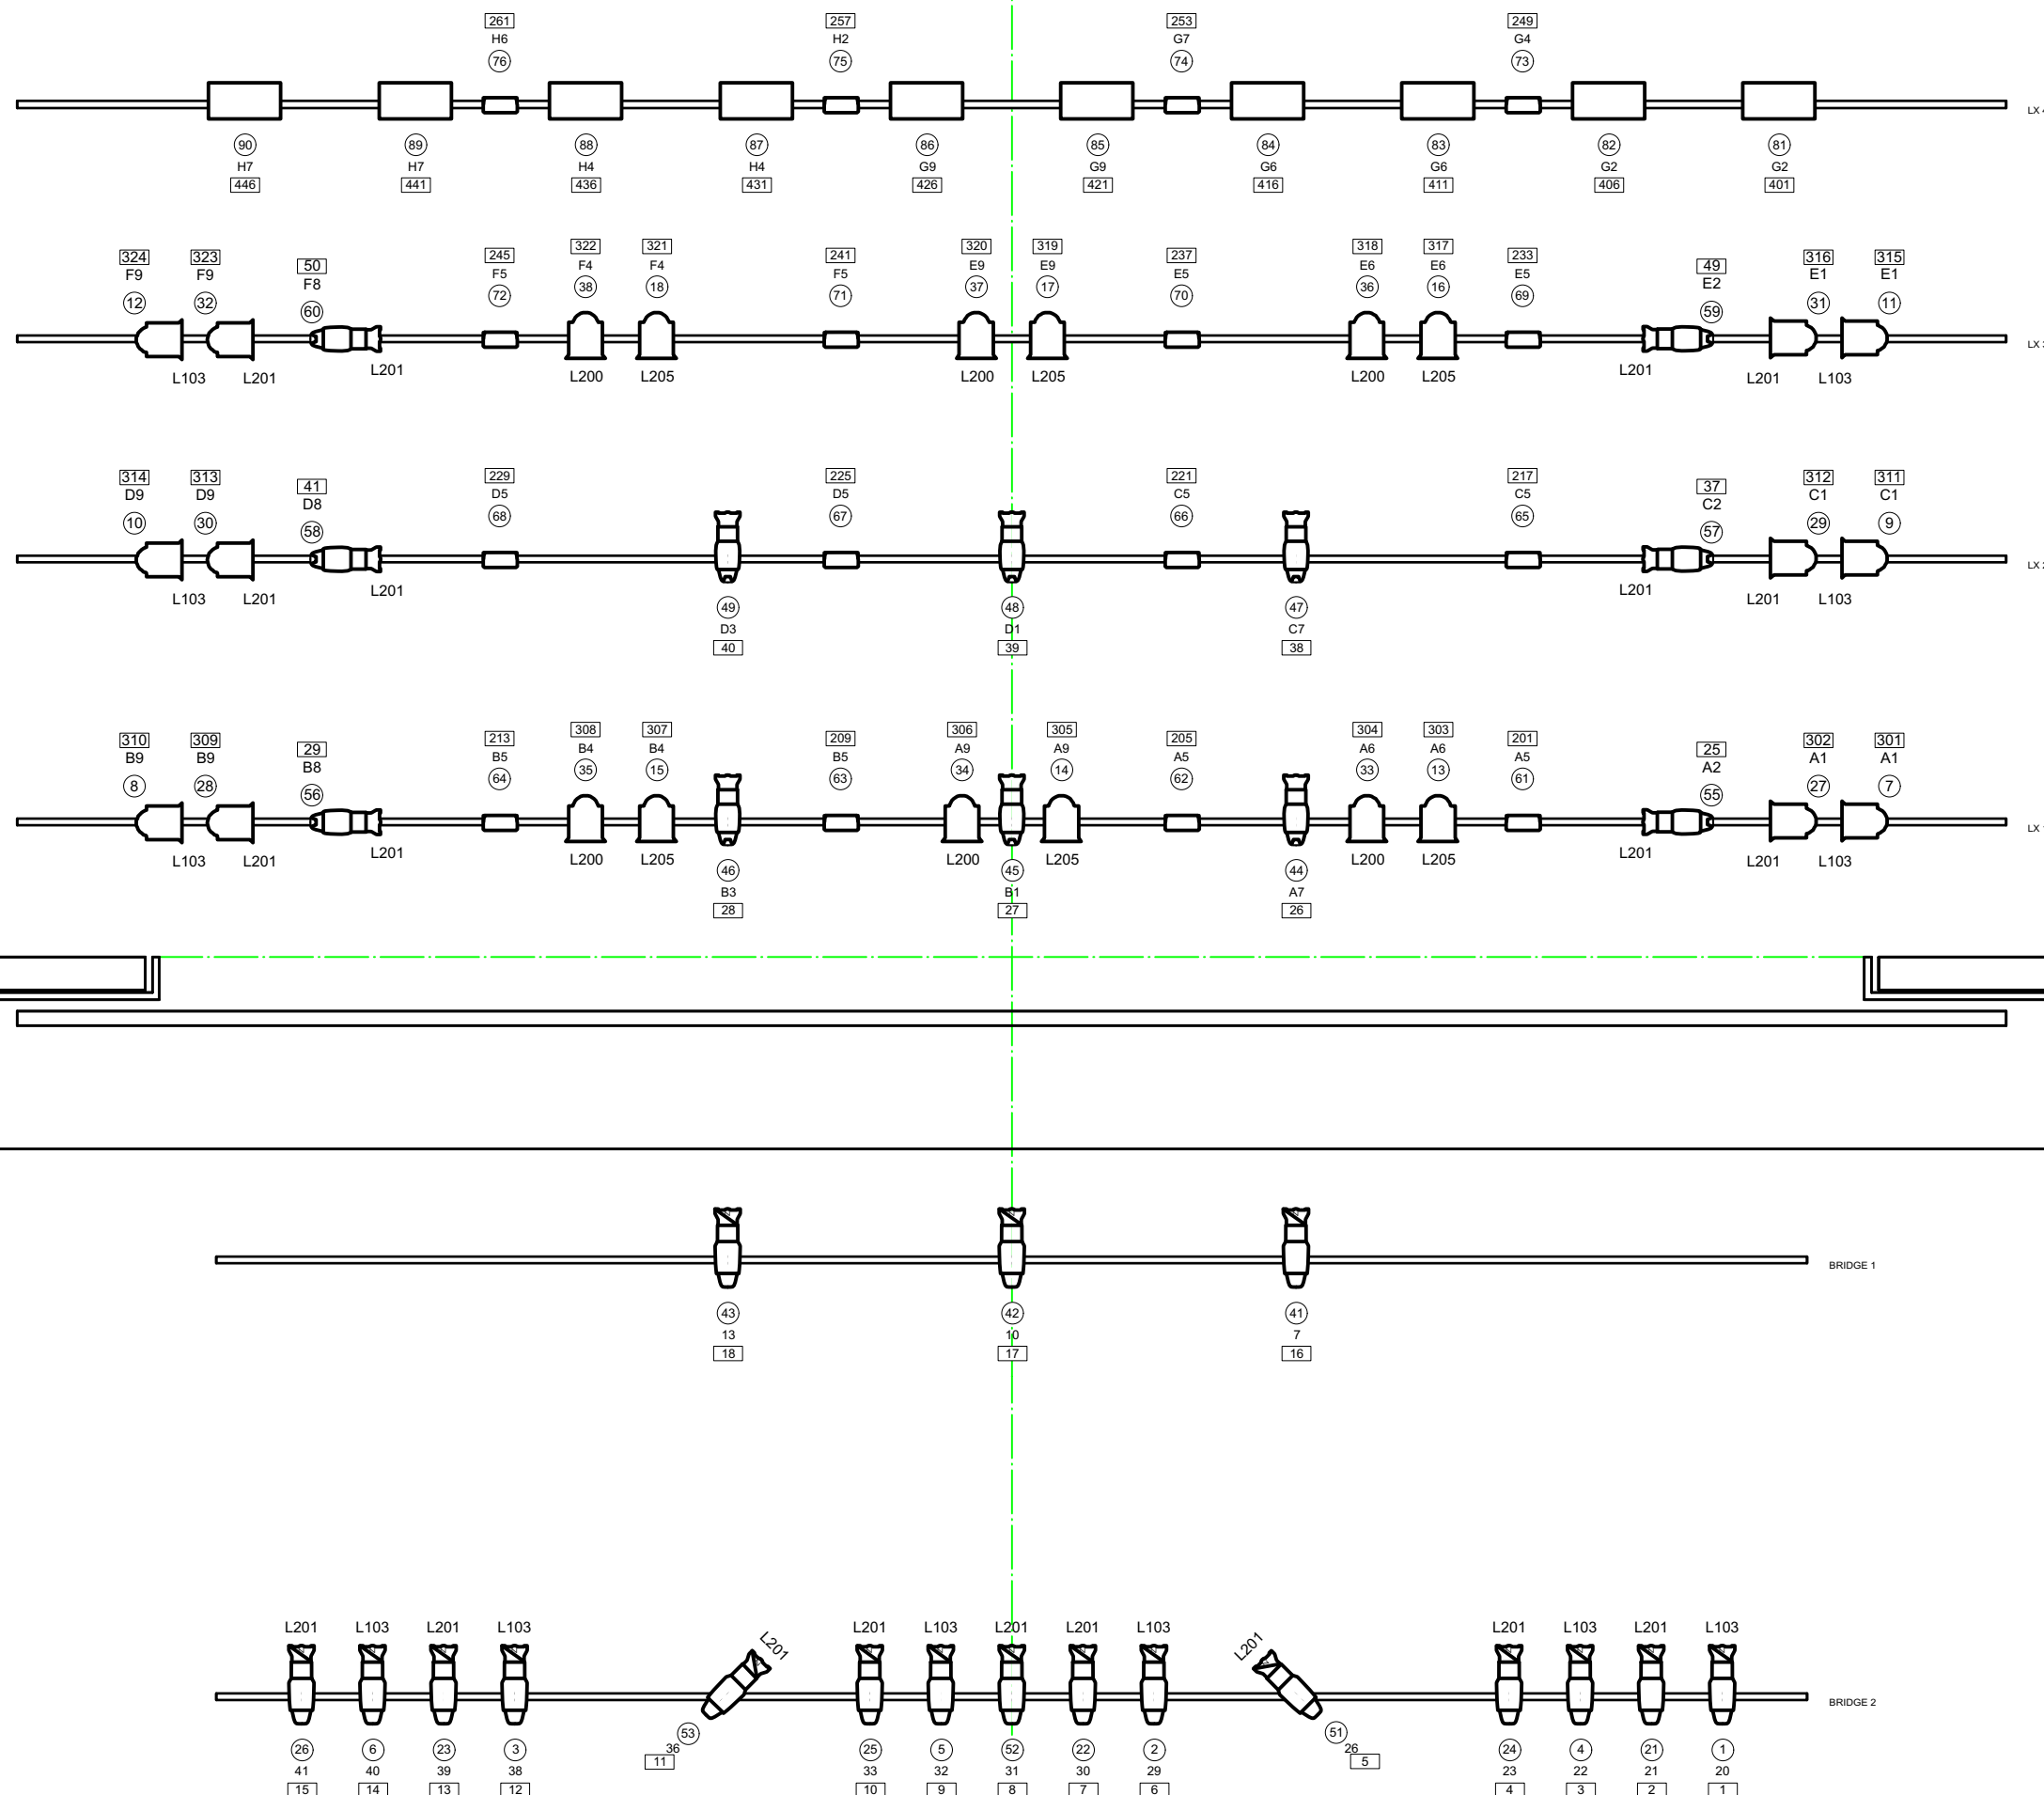 261 257 253 249
H6 H2 G7 G4
76 75 74 73
LX
90 89 88 87 86 85 84 83 82 81
H7 H7 H4 H4 G9 G9 G6 G6 G2 G2
446 441 436 431 426 421 416 411 406 401
324 323 50 245 322 321 241 320 319 237 318 317 233 49 316 315
F9 F9 F8 F5 F4 F4 F5 E9 E9 E5 E6 E6 E5 E2 E1 E1
12 32 60 72 38 18 71 37 17 70 36 16 69 59 31 11
LX
L103 L201 L201 L200 L205 L200 L205 L200 L205 L201 L201 L103
314 313 41 229 225 221 217 37 312 311
D9 D9 D8 D5 D5 C5 C5 C2 C1 C1
10 30 58 68 67 66 65 57 29 9
LX
L103 L201 L201 L201 L201 L103
49 48 47
D3 D1 C7
40 39 38
310 309 29 213 308 307 209 306 305 205 304 303 201 25 302 301
B9 B9 B8 B5 B4 B4 B5 A9 A9 A5 A6 A6 A5 A2 A1 A1
8 28 56 64 35 15 63 34 14 62 33 13 61 55 27 7
LX
L103 L201 L201 L200 L205 L200 L205 L200 L205 L201 L201 L103
46 45 44
B3 B1 A7
28 27 26
BRIDGE 1
43 42 41
13 10 7
18 17 16
L201 L103 L201 L103 L201 L201 L103 L201 L201 L103 L201 L201 L103 L201 L103
BRIDGE 2
26 6 23 3 53 25 5 52 22 2 51 24 4 21 1
41 40 39 38 36 33 32 31 30 29 26 23 22 21 20
15 14 13 12 11 10 9 8 7 6 5 4 3 2 1